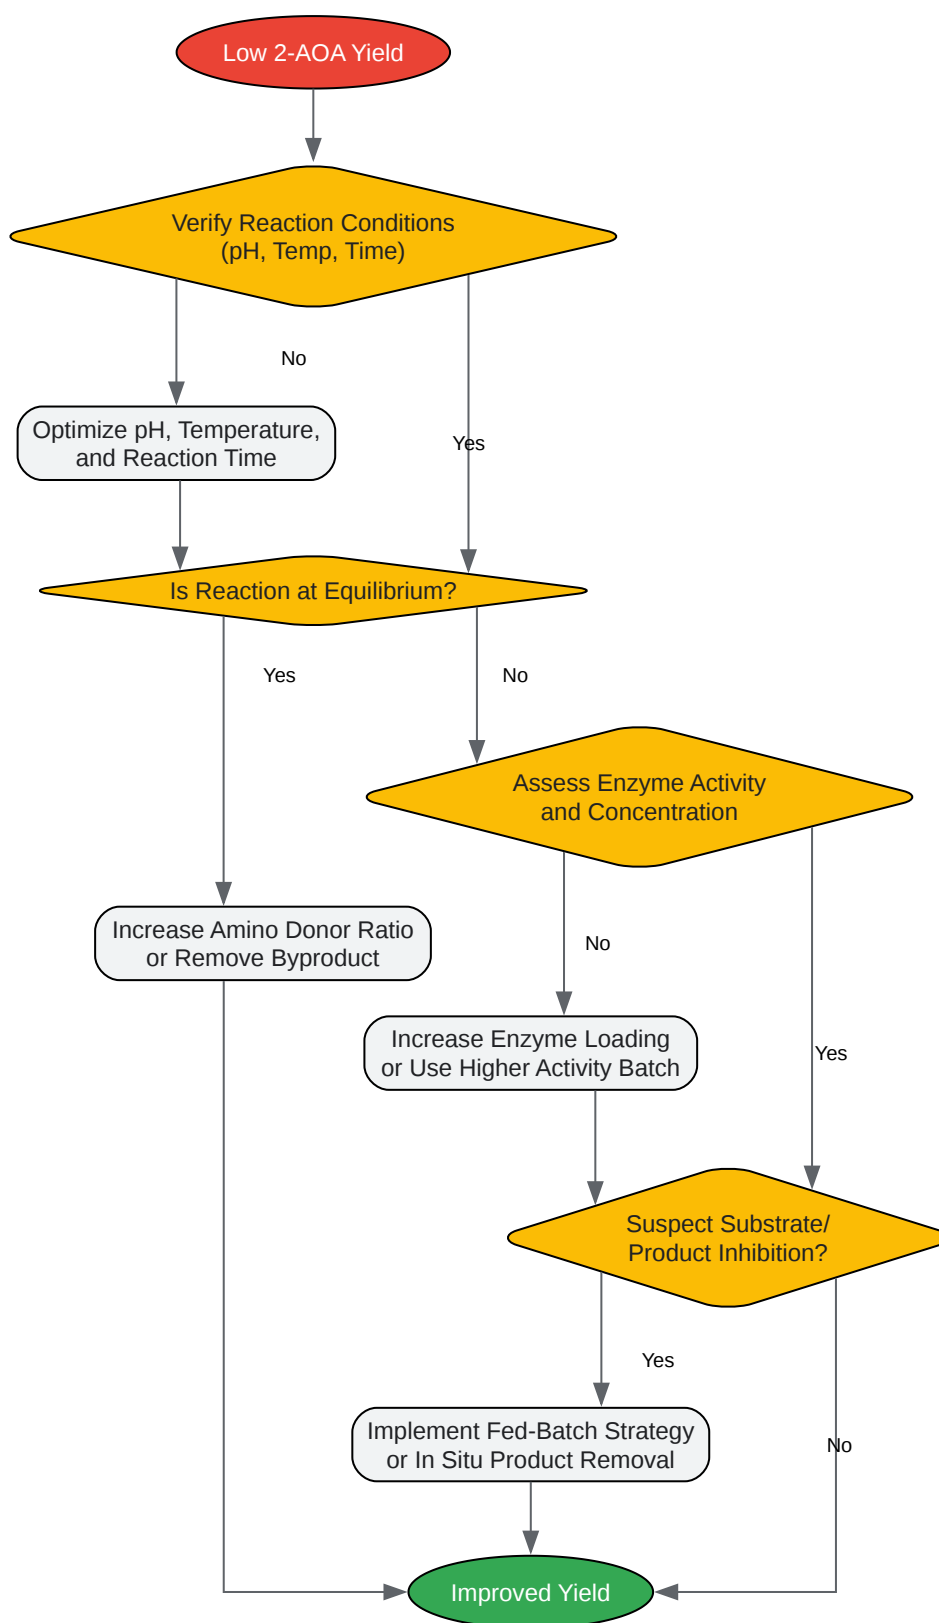 Low 2-AOA Yield
Verify Reaction Conditions
(pH, Temp, Time)
No
Optimize pH, Temperature,
and Reaction Time
Yes
Is Reaction at Equilibrium?
Yes
No
Assess Enzyme Activity
and Concentration
Increase Amino Donor Ratio
or Remove Byproduct
No
Increase Enzyme Loading
or Use Higher Activity Batch
Yes
Suspect Substrate/
Product Inhibition?
Yes
Implement Fed-Batch Strategy
or In Situ Product Removal
No
Improved Yield